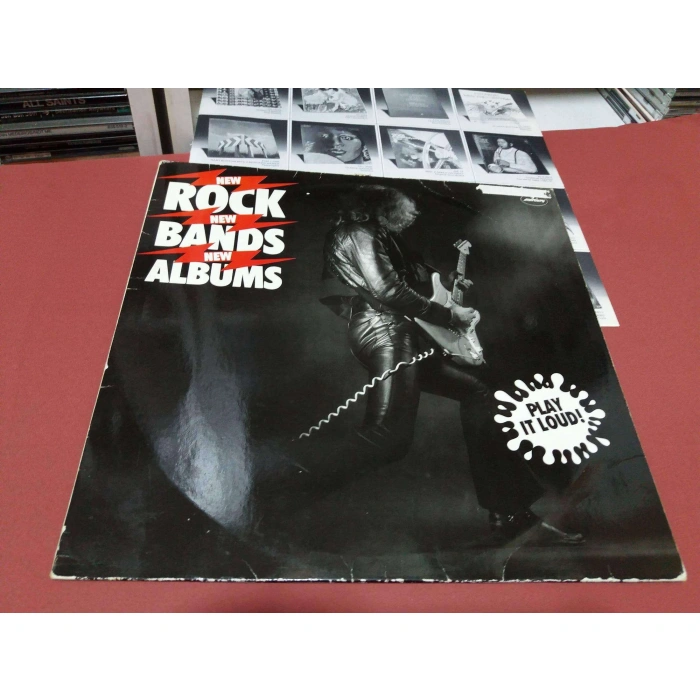 ALL SAINTS
NEW
ROCK
NEW
BANDS
NEW
ALBUMS
PLAY
IT LOUD!